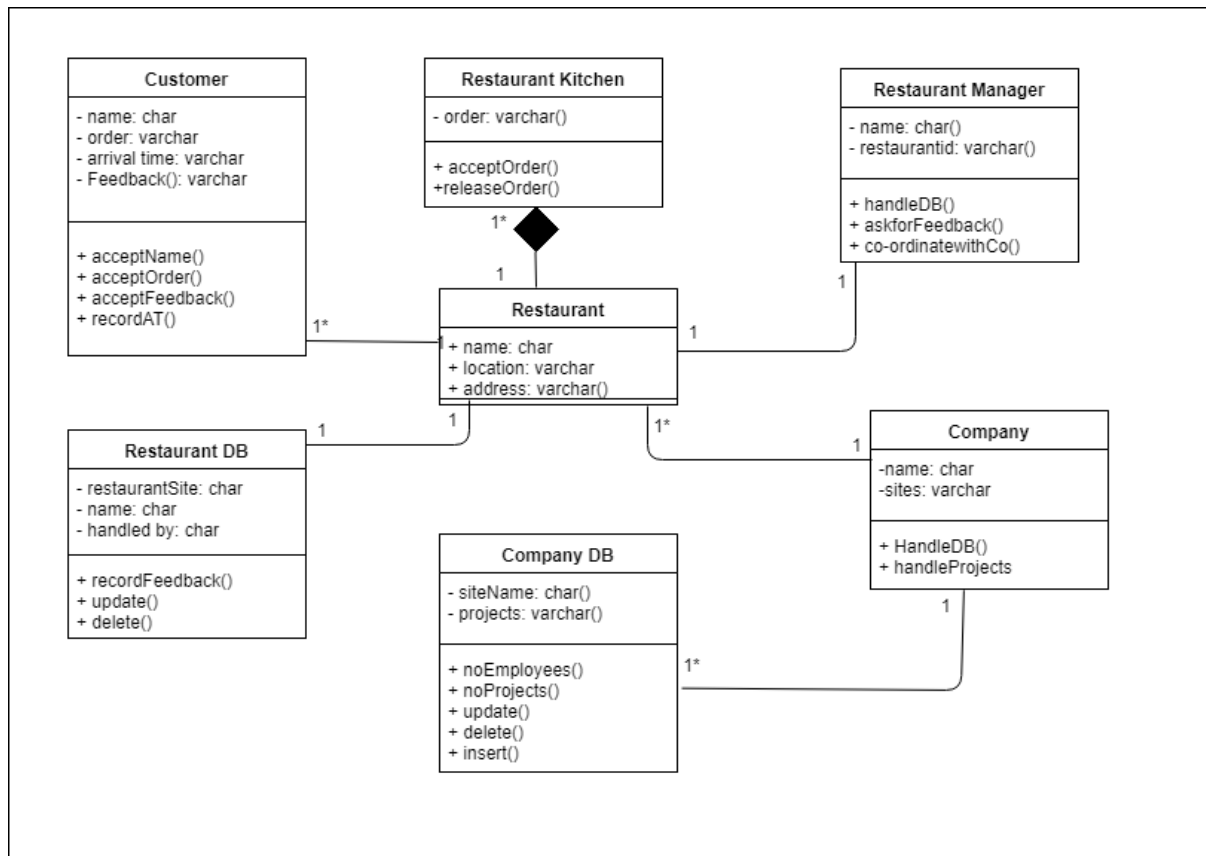 Customer
- name: char
- order: varchar
- arrival time: varchar
- Feedback(): varchar
+ acceptName()
+ acceptOrder()
+ acceptFeedback()
+ recordAT()
Restaurant Kitchen
- order: varchar()
+ acceptOrder()
+releaseOrder()
Restaurant Manager
- name: char()
- restaurantid: varchar()
+ handleDB()
+ askforFeedback()
+ co-ordinatewithCo()
1*
1
1
1
1*
1
Restaurant
+ name: char
+ location: varchar
+ address: varchar()
1
1
1*
1
Restaurant DB
- restaurantSite: char
- name: char
- handled by: char
+ recordFeedback()
+ update()
+ delete()
Company
-name: char
-sites: varchar
+ HandleDB()
+ handleProjects
1
1*
Company DB
- siteName: char()
- projects: varchar()
+ noEmployees()
+ noProjects()
+ update()
+ delete()
+ insert()